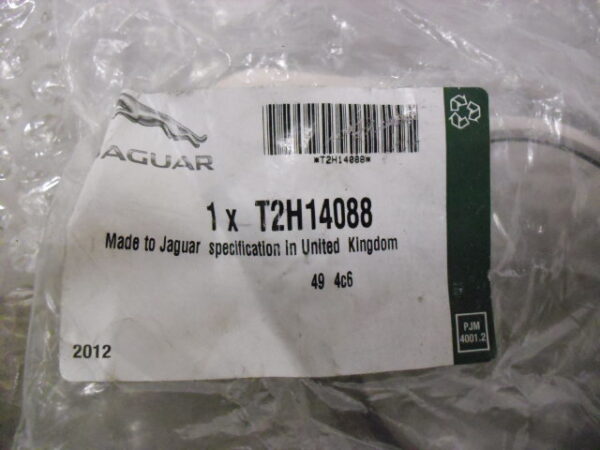 JAGUAR
*T2H14088*
1 x T2H14088
Made to Jaguar specification in United Kingdom
49 4c6
2012
PJM
4001.2